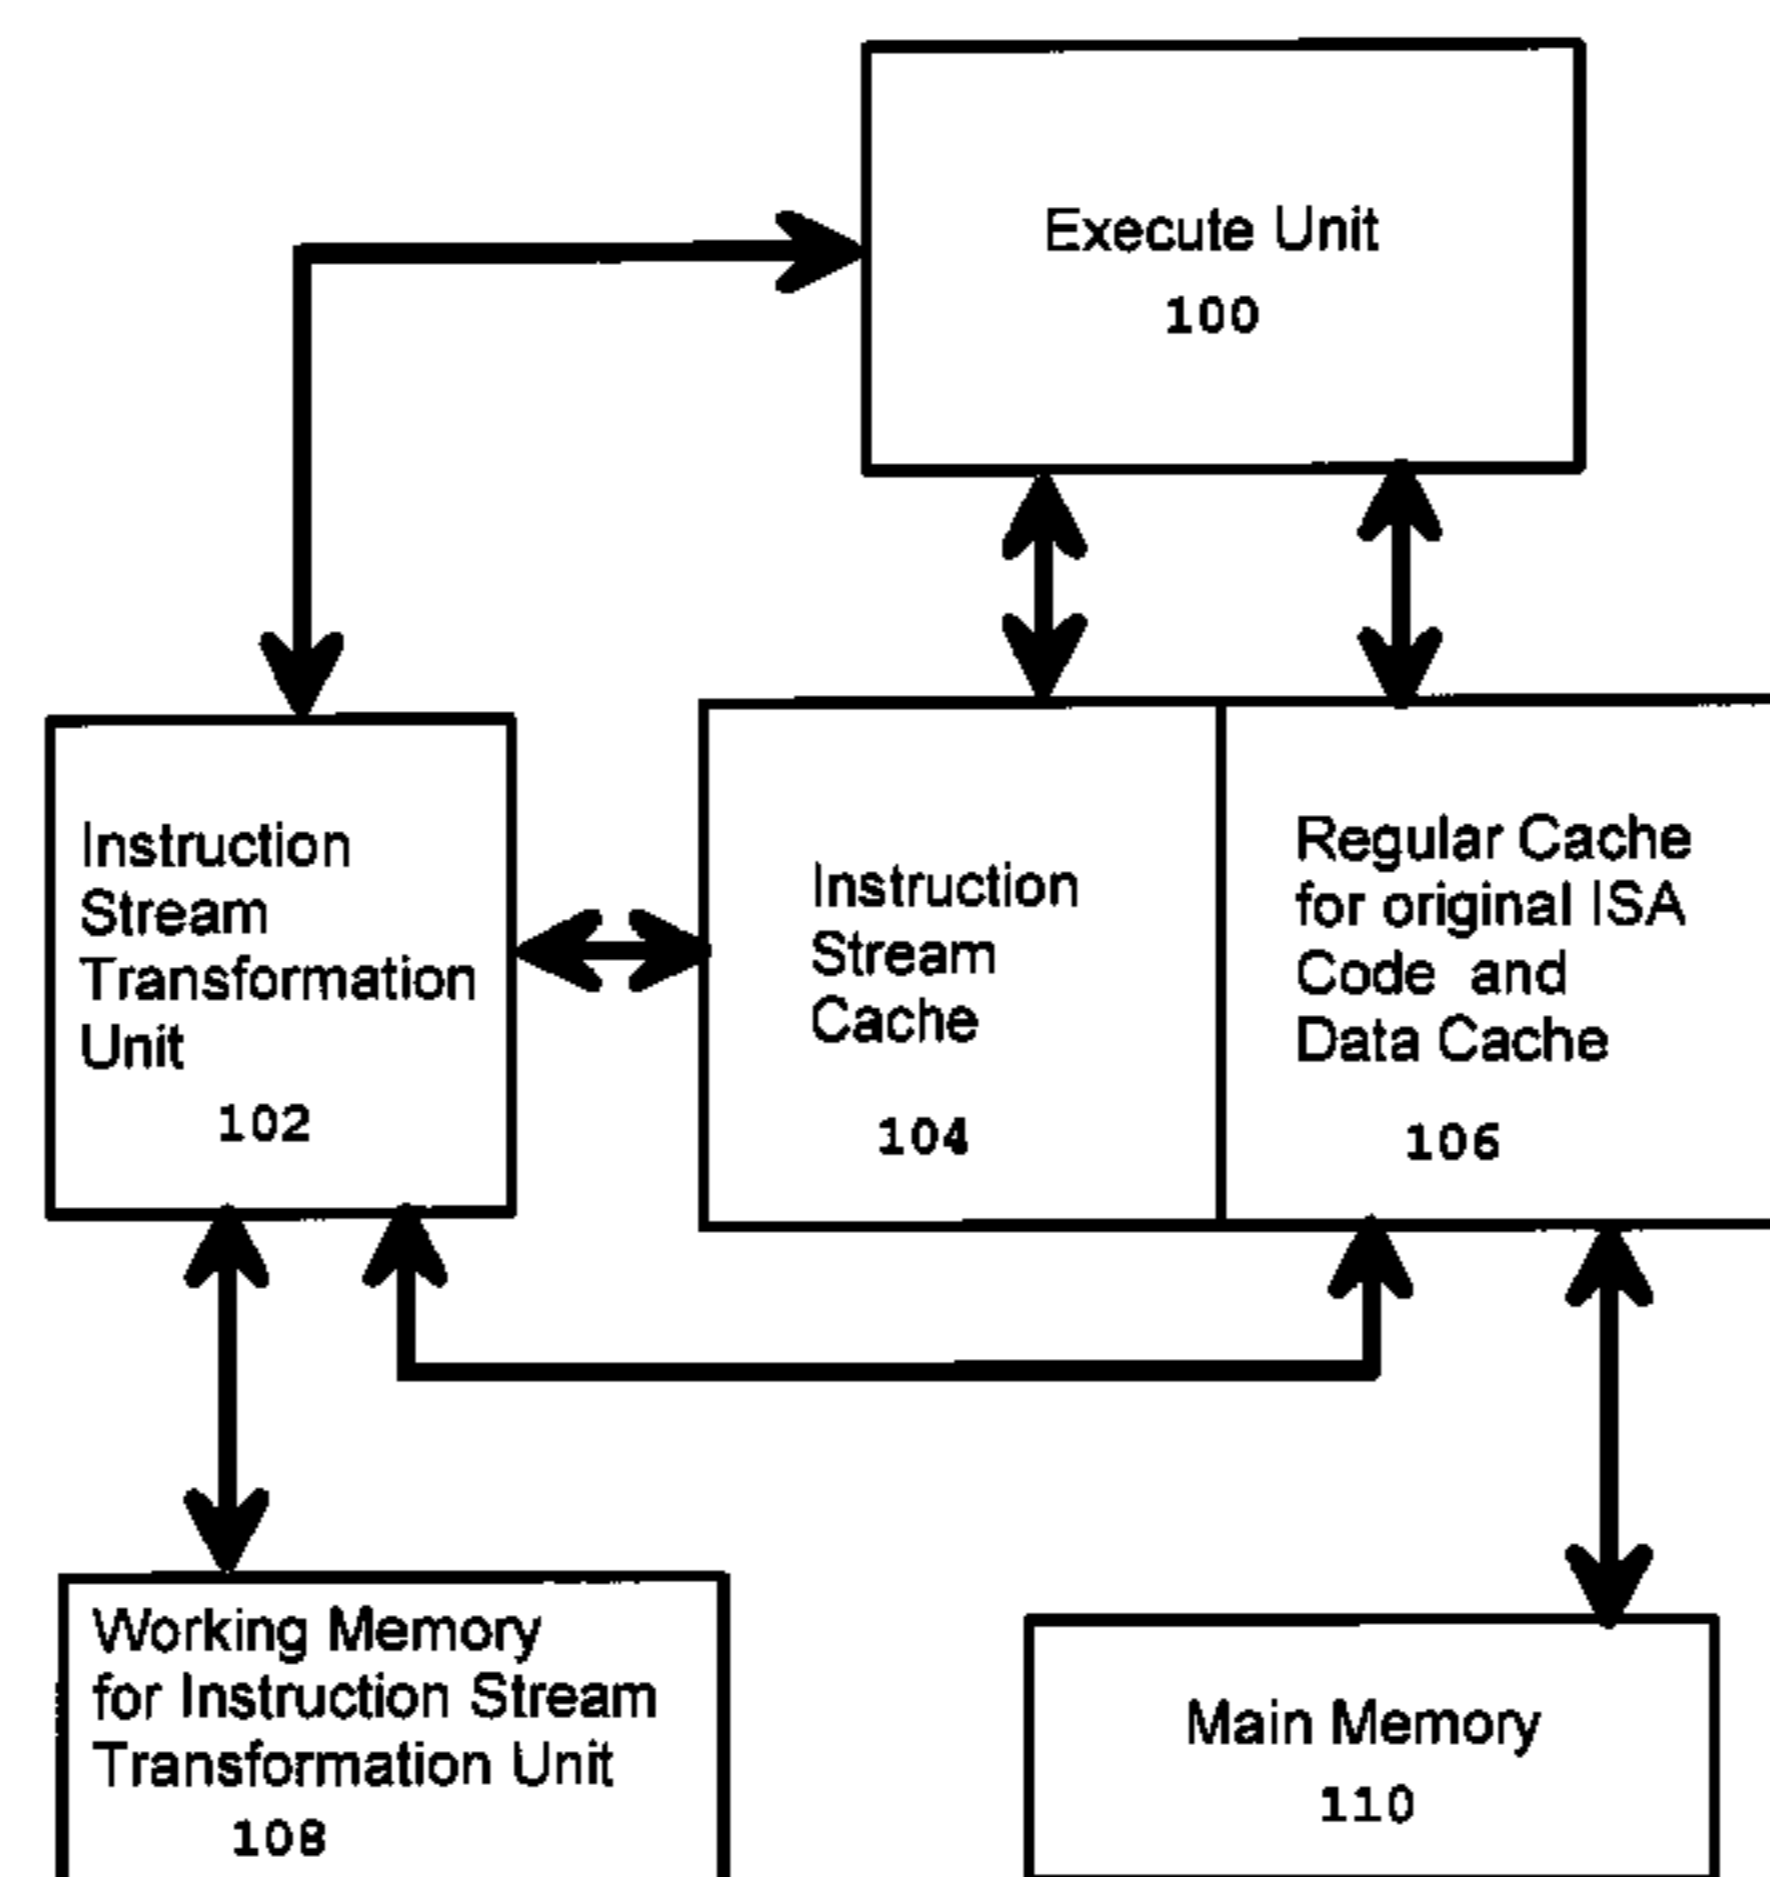 Execute Unit
100
Instruction
Stream
Transformation
Unit
102
Instruction
Stream
Cache
104
Regular Cache
for original ISA
Code and
Data Cache
106
Working Memory
for Instruction Stream
Transformation Unit
108
Main Memory
110